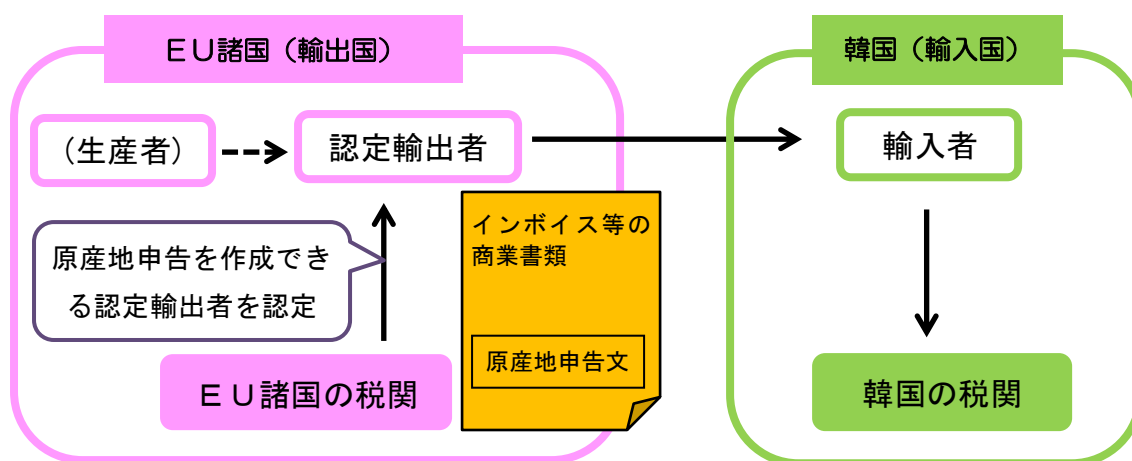 ＥＵ諸国（輸出国）
韓国（輸入国）
（生産者）
認定輸出者
輸入者
インボイス等の
商業書類
原産地申告を作成でき
る認定輸出者を認定
原産地申告文
ＥＵ諸国の税関
韓国の税関